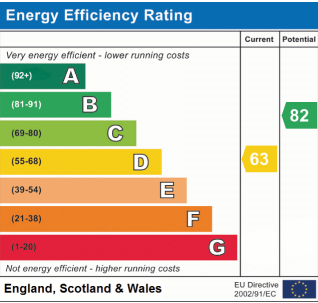 Energy Efficiency Rating
Current Potential
Very energy efficient - lower running costs
(92+) A
(81-91) B
82
(69-80) C
(55-68) D
63
(39-54) E
(21-38) F
(1-20) G
Not energy efficient - higher running costs
England, Scotland & Wales
EU Directive
2002/91/EC